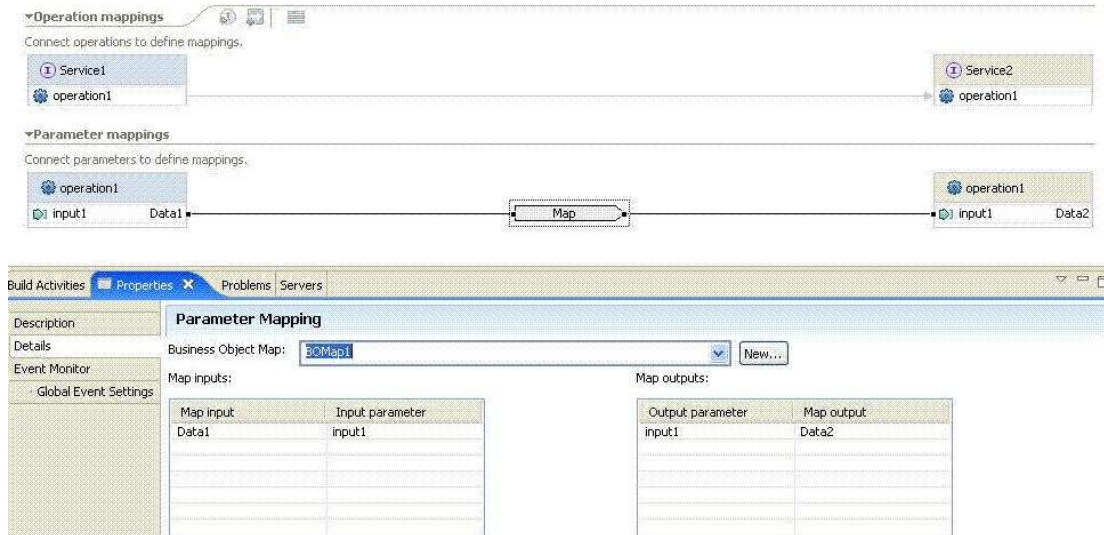 Operation mappings
Connect operations to define mappings.
Service1
Service2
operation1
operation1
Parameter mappings
Connect parameters to define mappings.
operation1
operation1
input1 Data1
Map
input1 Data2
Build Activities Properties Problems Servers
Description
Parameter Mapping
Details
Business Object Map: BOMap1 New...
Event Monitor
Map inputs: Map outputs:
Global Event Settings
Map input Input parameter Output parameter Map output
Data1 input1 input1 Data2